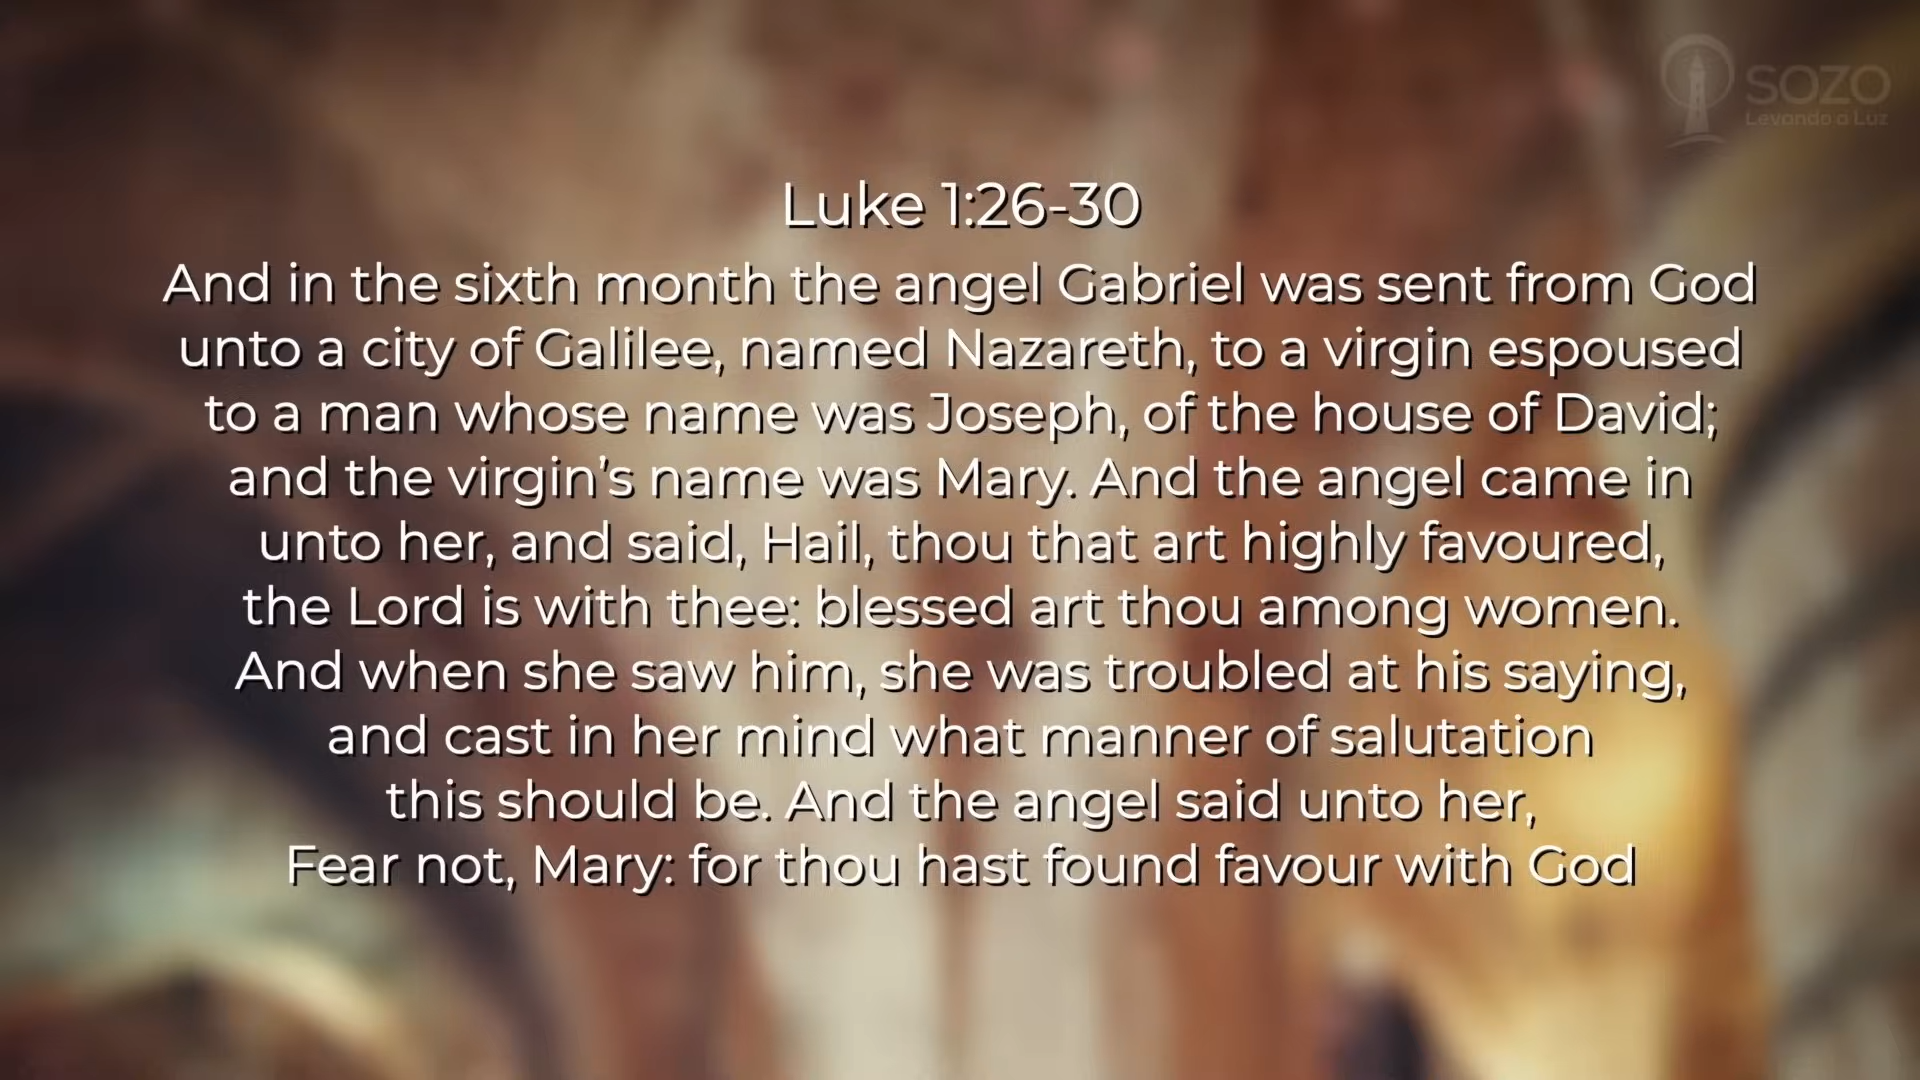 SOZO
Levando a Luz
Luke 1:26-30
And in the sixth month the angel Gabriel was sent from God
unto a city of Galilee, named Nazareth, to a virgin espoused
to a man whose name was Joseph, of the house of David;
and the virgin’s name was Mary. And the angel came in
unto her, and said, Hail, thou that art highly favoured,
the Lord is with thee: blessed art thou among women.
And when she saw him, she was troubled at his saying,
and cast in her mind what manner of salutation
this should be. And the angel said unto her,
Fear not, Mary: for thou hast found favour with God